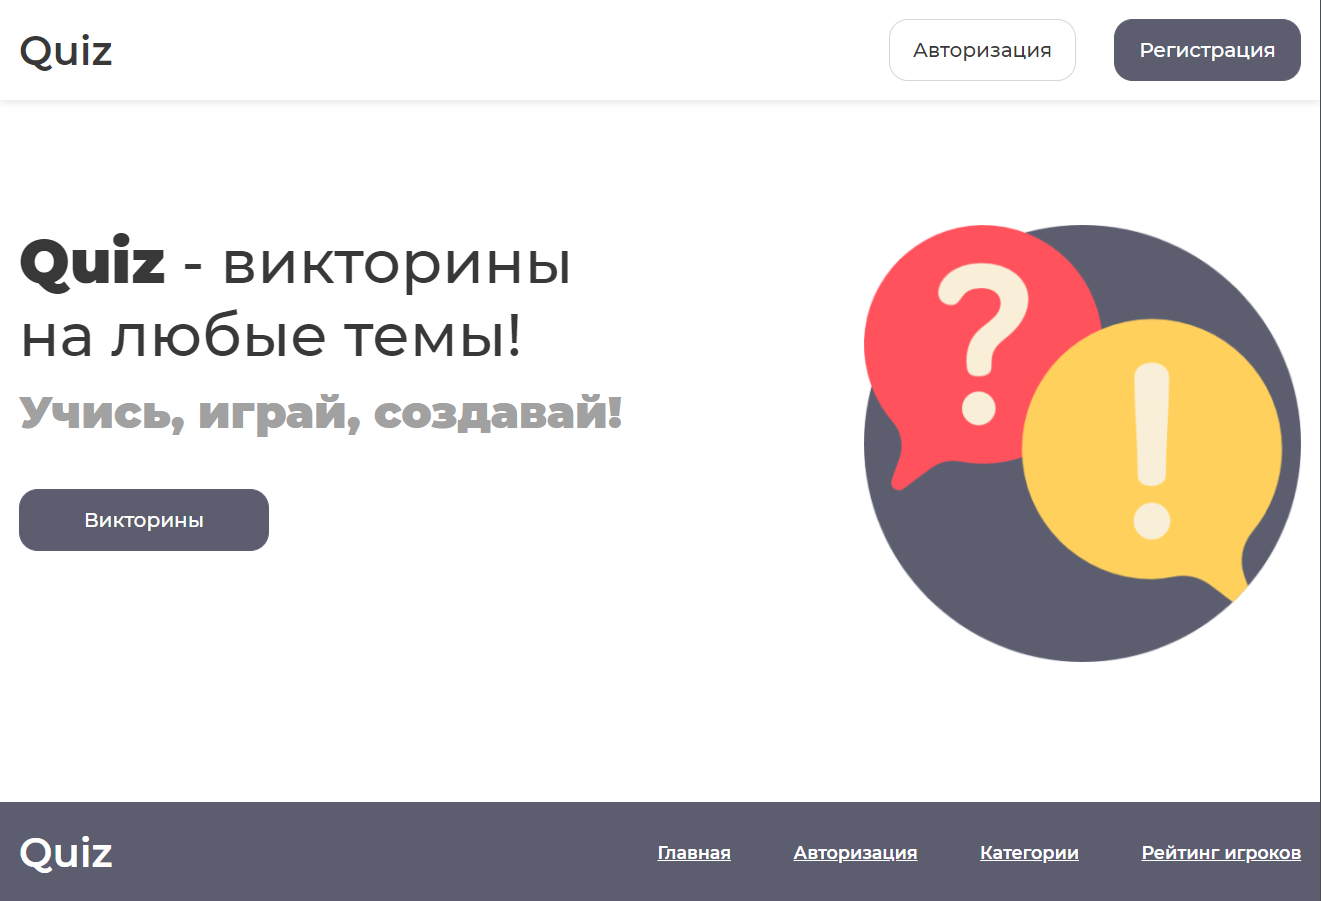 Quiz
Авторизация
Регистрация
Quiz - викторины
на любые темы!
Учись, играй, создавай!
Викторины
?
!
Quiz
Главная
Авторизация
Категории
Рейтинг игроков